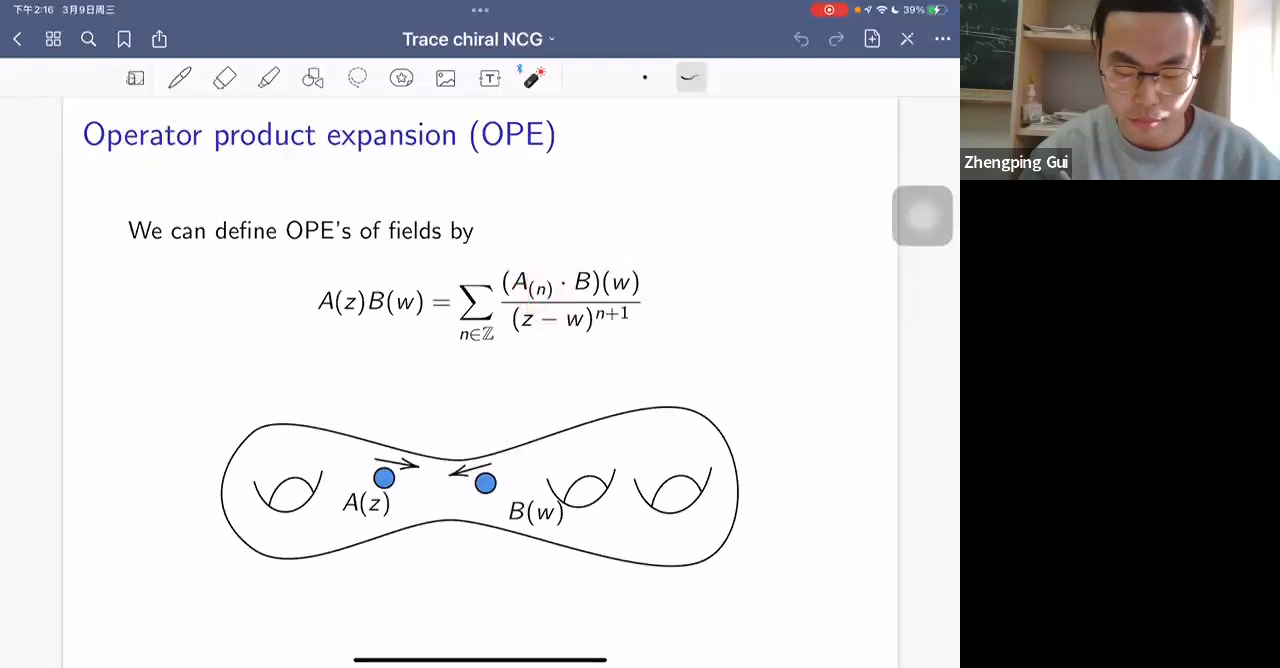 下午2:16 3月9日周三
39%
Trace chiral NCG
T
Operator product expansion (OPE)
We can define OPE's of fields by
A(z)B(w) = ∑_{n∈ℤ} (A_{(n)} · B)(w) / (z − w)^{n+1}
A(z)
B(w)
Zhengping Gui